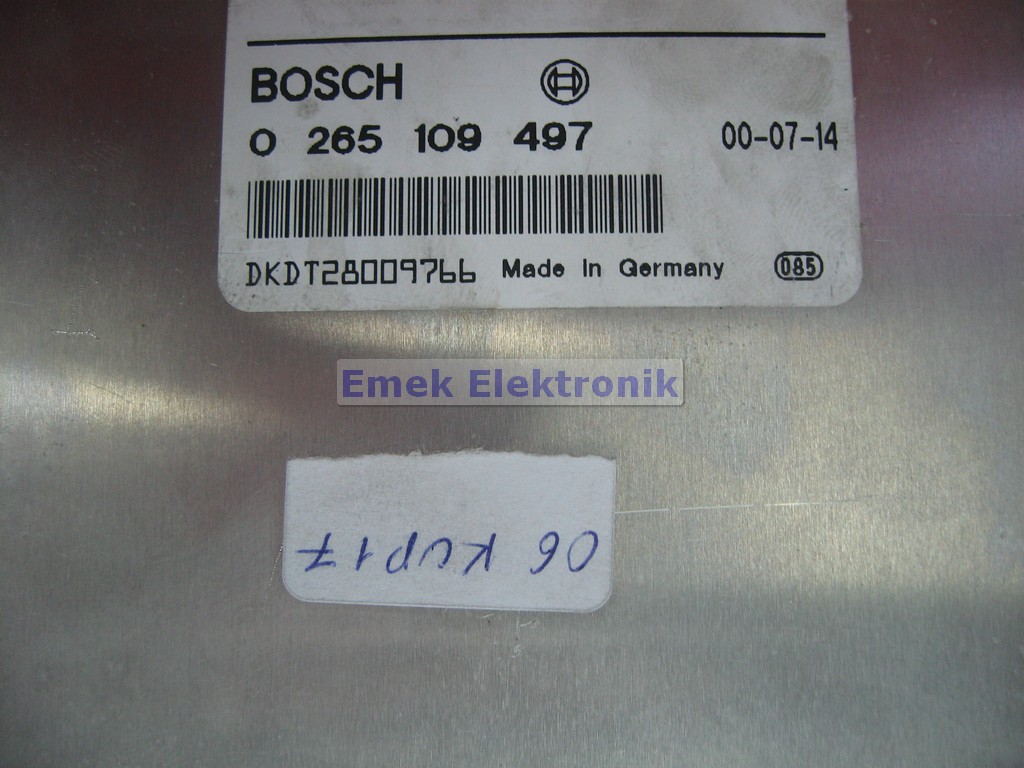 BOSCH
0 265 109 497 00-07-14
DKDT28009766 Made in Germany 085
Emek Elektronik
06 KUP17